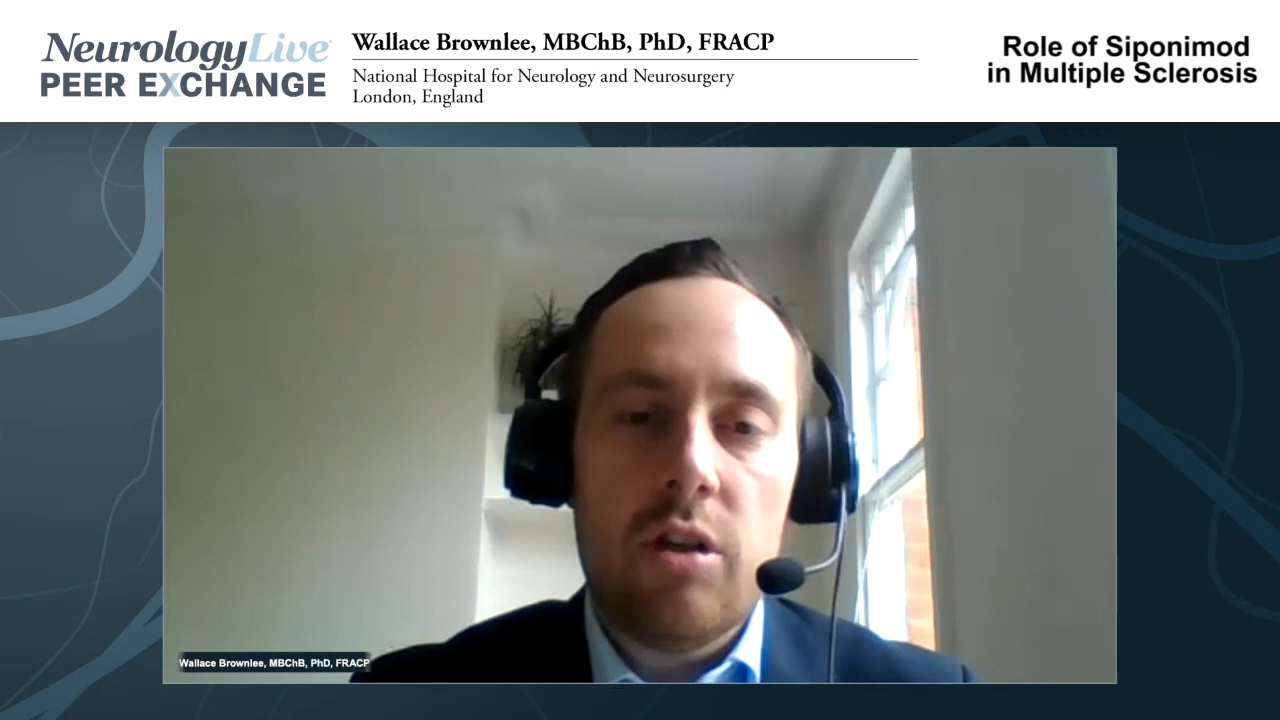 NeurologyLive
PEER EXCHANGE
Wallace Brownlee, MBChB, PhD, FRACP
National Hospital for Neurology and Neurosurgery
London, England
Role of Siponimod
in Multiple Sclerosis
Wallace Brownlee, MBChB, PhD, FRACP